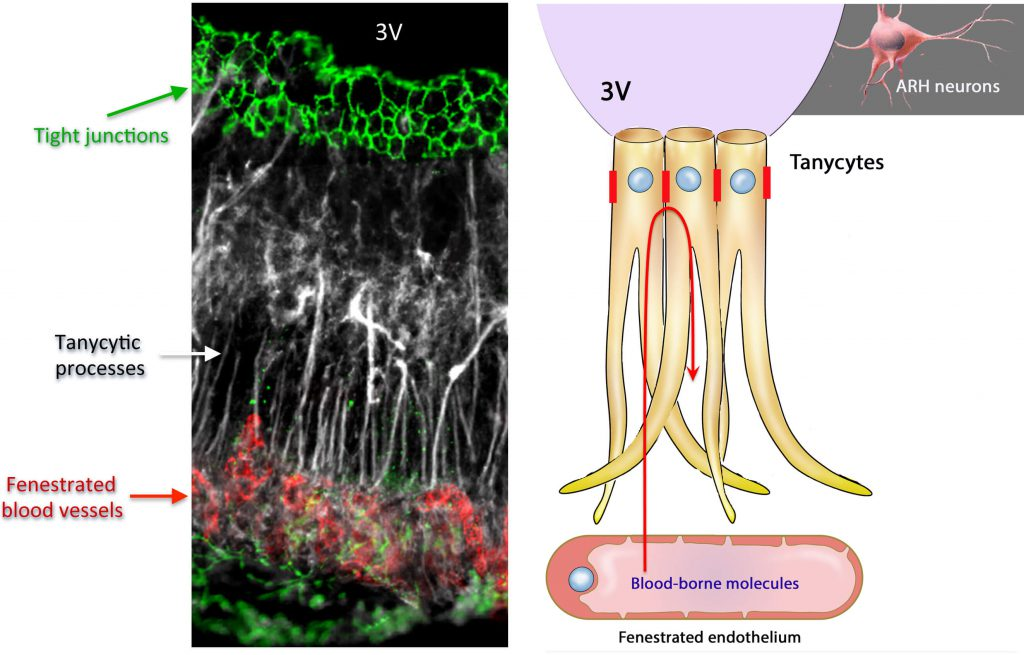 3V
Tight junctions
Tanycytic
processes
Fenestrated
blood vessels
3V
ARH neurons
Tanycytes
Blood-borne molecules
Fenestrated endothelium